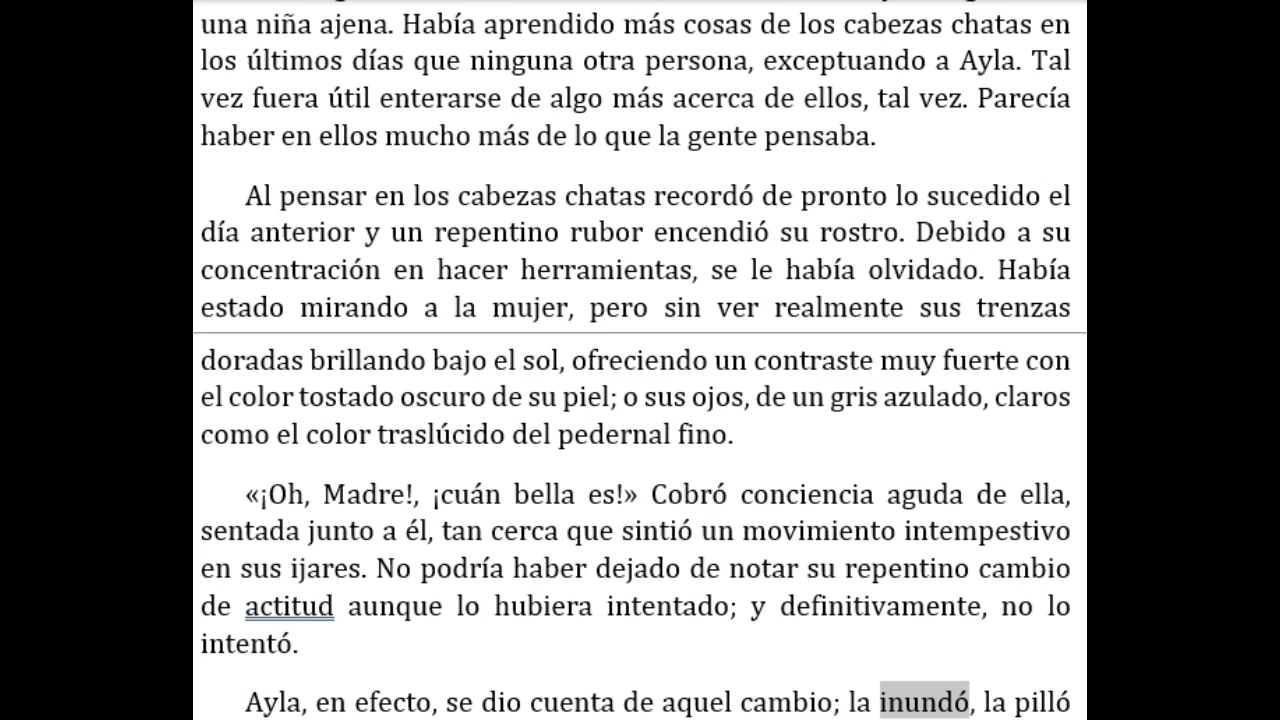 una niña ajena. Había aprendido más cosas de los cabezas chatas en
los últimos días que ninguna otra persona, exceptuando a Ayla. Tal
vez fuera útil enterarse de algo más acerca de ellos, tal vez. Parecía
haber en ellos mucho más de lo que la gente pensaba.
Al pensar en los cabezas chatas recordó de pronto lo sucedido el
día anterior y un repentino rubor encendió su rostro. Debido a su
concentración en hacer herramientas, se le había olvidado. Había
estado mirando a la mujer, pero sin ver realmente sus trenzas
doradas brillando bajo el sol, ofreciendo un contraste muy fuerte con
el color tostado oscuro de su piel; o sus ojos, de un gris azulado, claros
como el color traslúcido del pedernal fino.
«¡Oh, Madre!, ¡cuán bella es!» Cobró conciencia aguda de ella,
sentada junto a él, tan cerca que sintió un movimiento intempestivo
en sus ijares. No podría haber dejado de notar su repentino cambio
de actitud aunque lo hubiera intentado; y definitivamente, no lo
intentó.
Ayla, en efecto, se dio cuenta de aquel cambio; la inundó, la pilló